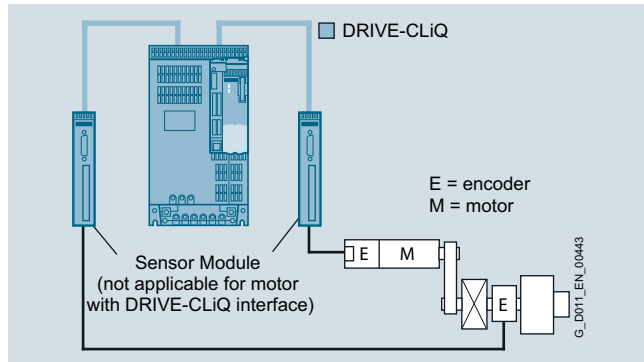 DRIVE-CLiQ
E = encoder
M = motor
Sensor Module
(not applicable for motor
with DRIVE-CLiQ interface)
E M
E
G_D011_EN_00443